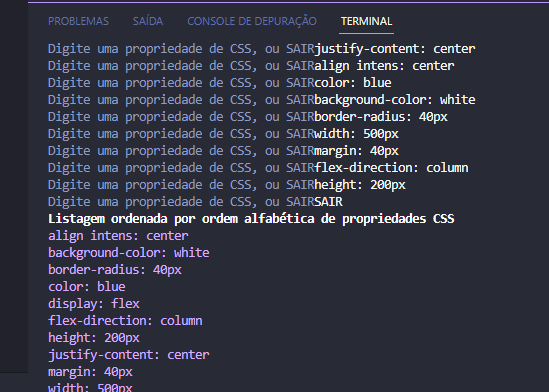 PROBLEMAS SAÍDA CONSOLE DE DEPURAÇÃO TERMINAL
Digite uma propriedade de CSS, ou SAIRjustify-content: center
Digite uma propriedade de CSS, ou SAIRalign intens: center
Digite uma propriedade de CSS, ou SAIRcolor: blue
Digite uma propriedade de CSS, ou SAIRbackground-color: white
Digite uma propriedade de CSS, ou SAIRborder-radius: 40px
Digite uma propriedade de CSS, ou SAIRwidth: 500px
Digite uma propriedade de CSS, ou SAIRmargin: 40px
Digite uma propriedade de CSS, ou SAIRflex-direction: column
Digite uma propriedade de CSS, ou SAIRheight: 200px
Digite uma propriedade de CSS, ou SAIRSAIR
Listagem ordenada por ordem alfabética de propriedades CSS
align intens: center
background-color: white
border-radius: 40px
color: blue
display: flex
flex-direction: column
height: 200px
justify-content: center
margin: 40px
width: 500px